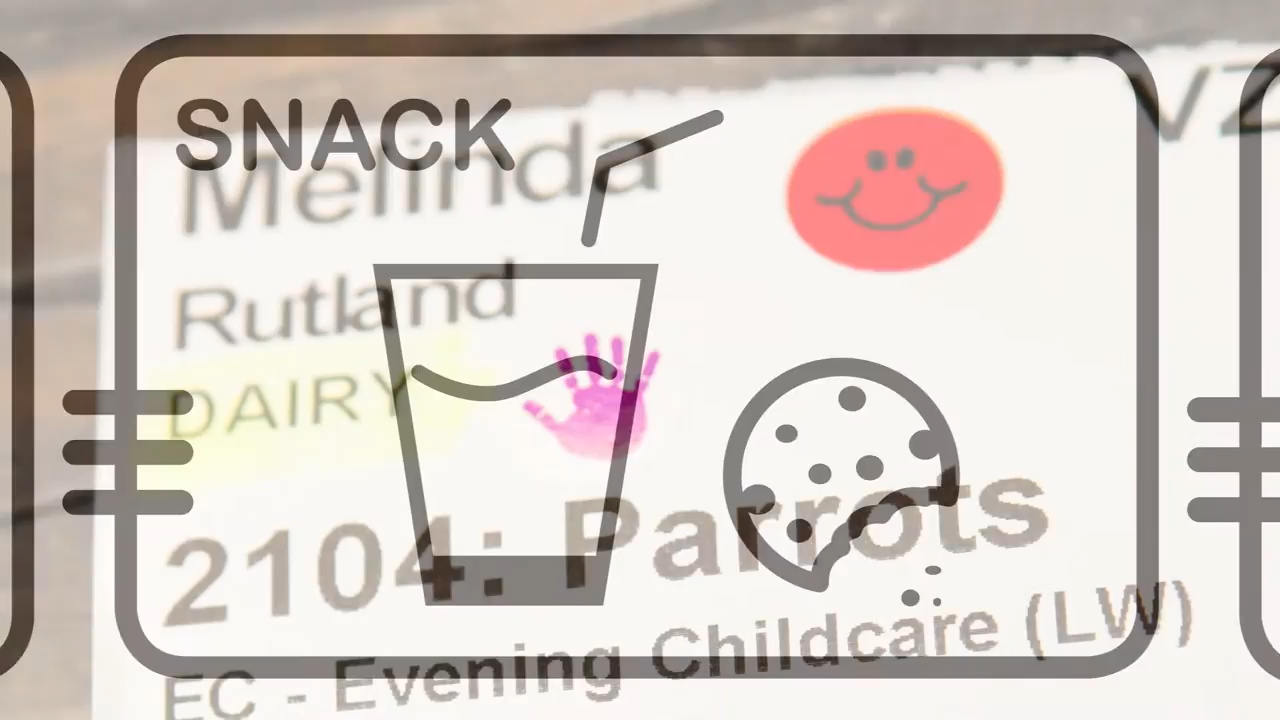 SNACK
Melinda
Rutland
DAIRY
2104: Parrots
EC - Evening Childcare (LW)